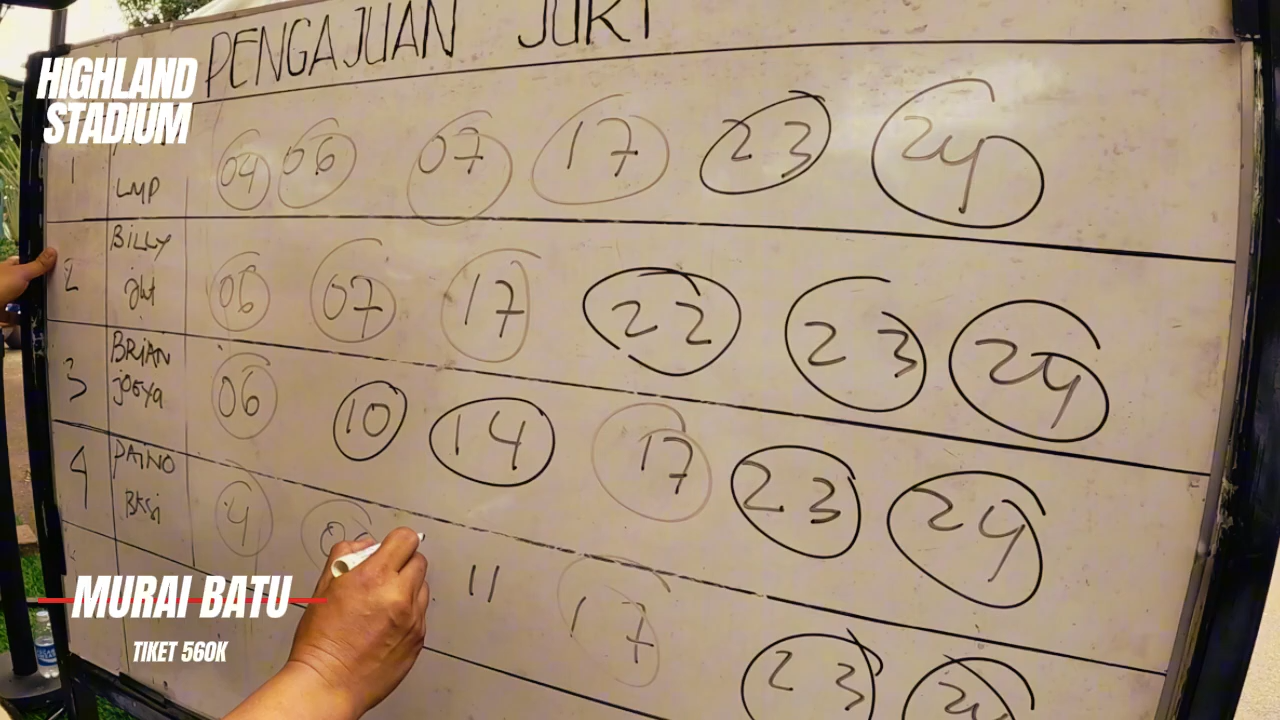 PENGAJUAN JURI
HIGHLAND
STADIUM
1 LMP 04 06 07 17 23 24
2 BILLY
jkt 06 07 17 22 23 24
3 BRIAN
joeya 06 10 14 17 23 24
4 PAINO
Bksi 4 11 17 23 24
MURAI BATU
TIKET 560K